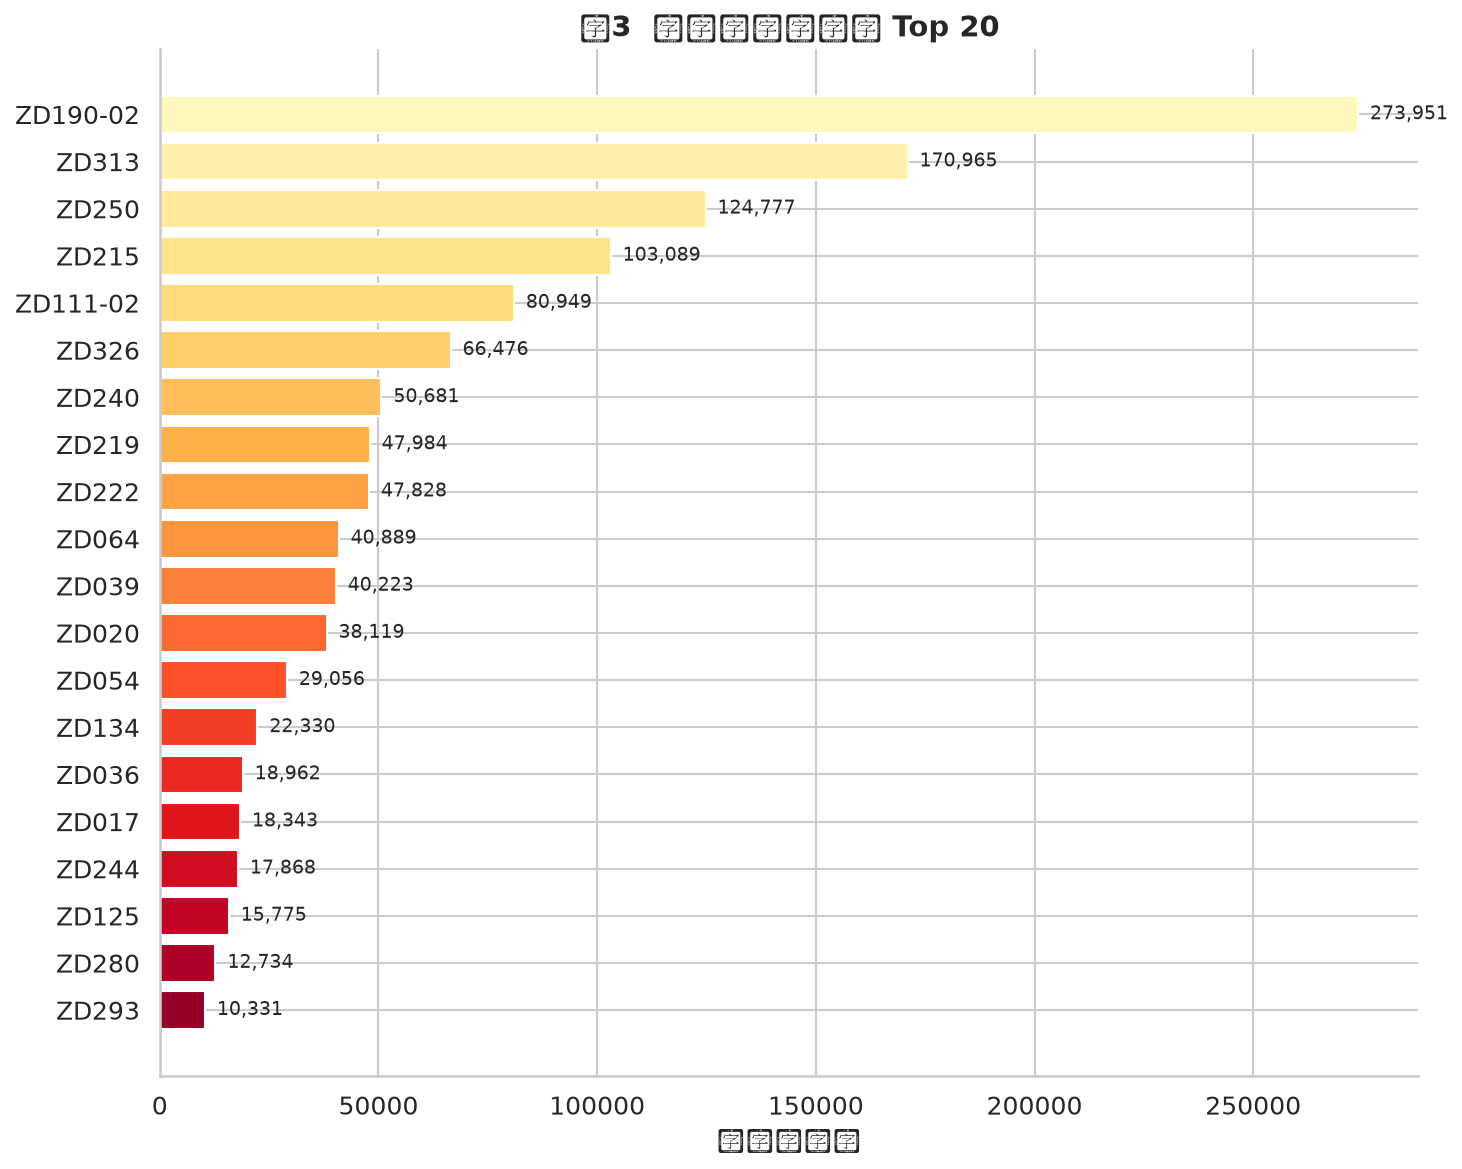 3 Top 20
ZD190-02 273,951
ZD313 170,965
ZD250 124,777
ZD215 103,089
ZD111-02 80,949
ZD326 66,476
ZD240 50,681
ZD219 47,984
ZD222 47,828
ZD064 40,889
ZD039 40,223
ZD020 38,119
ZD054 29,056
ZD134 22,330
ZD036 18,962
ZD017 18,343
ZD244 17,868
ZD125 15,775
ZD280 12,734
ZD293 10,331
0 50000 100000 150000 200000 250000